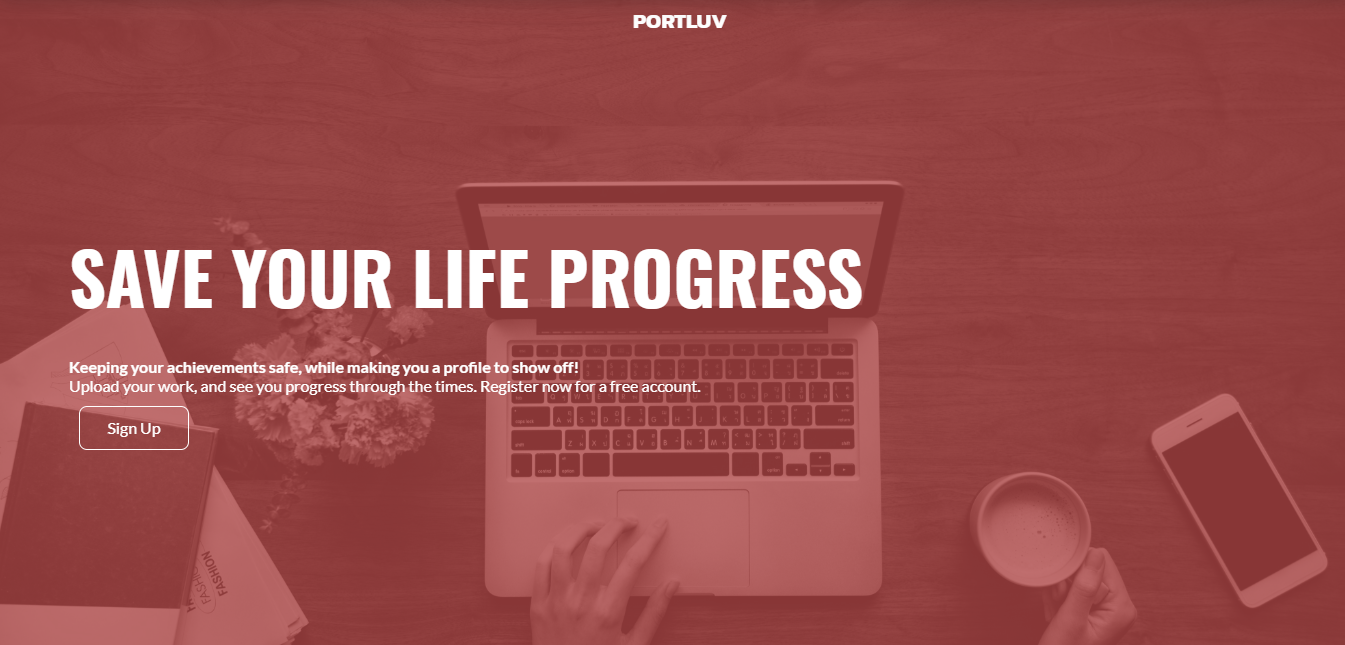 PORTLUV
SAVE YOUR LIFE PROGRESS
Keeping your achievements safe, while making you a profile to show off!
Upload your work, and see you progress through the times. Register now for a free account.
Sign Up
FASHION
FASHION